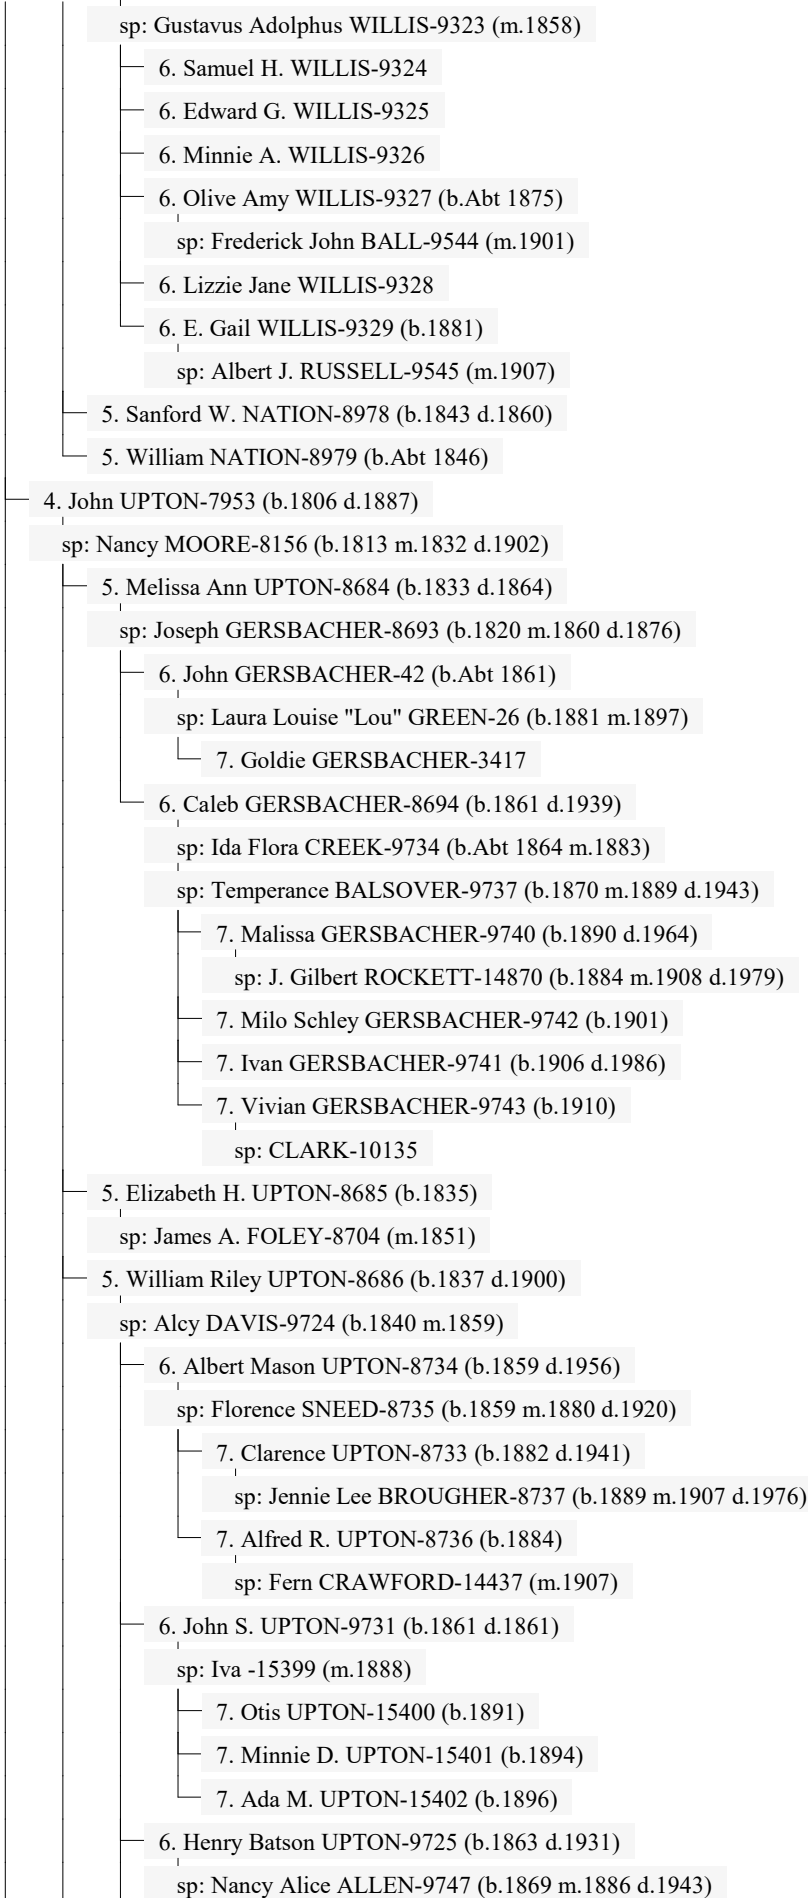 sp: Gustavus Adolphus WILLIS-9323 (m.1858)
6. Samuel H. WILLIS-9324
6. Edward G. WILLIS-9325
6. Minnie A. WILLIS-9326
6. Olive Amy WILLIS-9327 (b.Abt 1875)
sp: Frederick John BALL-9544 (m.1901)
6. Lizzie Jane WILLIS-9328
6. E. Gail WILLIS-9329 (b.1881)
sp: Albert J. RUSSELL-9545 (m.1907)
5. Sanford W. NATION-8978 (b.1843 d.1860)
5. William NATION-8979 (b.Abt 1846)
4. John UPTON-7953 (b.1806 d.1887)
sp: Nancy MOORE-8156 (b.1813 m.1832 d.1902)
5. Melissa Ann UPTON-8684 (b.1833 d.1864)
sp: Joseph GERSBACHER-8693 (b.1820 m.1860 d.1876)
6. John GERSBACHER-42 (b.Abt 1861)
sp: Laura Louise "Lou" GREEN-26 (b.1881 m.1897)
7. Goldie GERSBACHER-3417
6. Caleb GERSBACHER-8694 (b.1861 d.1939)
sp: Ida Flora CREEK-9734 (b.Abt 1864 m.1883)
sp: Temperance BALSOVER-9737 (b.1870 m.1889 d.1943)
7. Malissa GERSBACHER-9740 (b.1890 d.1964)
sp: J. Gilbert ROCKETT-14870 (b.1884 m.1908 d.1979)
7. Milo Schley GERSBACHER-9742 (b.1901)
7. Ivan GERSBACHER-9741 (b.1906 d.1986)
7. Vivian GERSBACHER-9743 (b.1910)
sp: CLARK-10135
5. Elizabeth H. UPTON-8685 (b.1835)
sp: James A. FOLEY-8704 (m.1851)
5. William Riley UPTON-8686 (b.1837 d.1900)
sp: Alcy DAVIS-9724 (b.1840 m.1859)
6. Albert Mason UPTON-8734 (b.1859 d.1956)
sp: Florence SNEED-8735 (b.1859 m.1880 d.1920)
7. Clarence UPTON-8733 (b.1882 d.1941)
sp: Jennie Lee BROUGHER-8737 (b.1889 m.1907 d.1976)
7. Alfred R. UPTON-8736 (b.1884)
sp: Fern CRAWFORD-14437 (m.1907)
6. John S. UPTON-9731 (b.1861 d.1861)
sp: Iva -15399 (m.1888)
7. Otis UPTON-15400 (b.1891)
7. Minnie D. UPTON-15401 (b.1894)
7. Ada M. UPTON-15402 (b.1896)
6. Henry Batson UPTON-9725 (b.1863 d.1931)
sp: Nancy Alice ALLEN-9747 (b.1869 m.1886 d.1943)